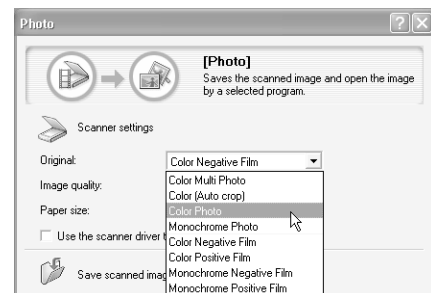 Photo
[Photo]
Saves the scanned image and open the image
by a selected program.
Scanner settings
Original: Color Negative Film
Image quality: Color Multi Photo
Color (Auto crop)
Paper size: Color Photo
Monochrome Photo
Use the scanner driver
Color Negative Film
Color Positive Film
Save scanned Monochrome Negative Film
Monochrome Positive Film